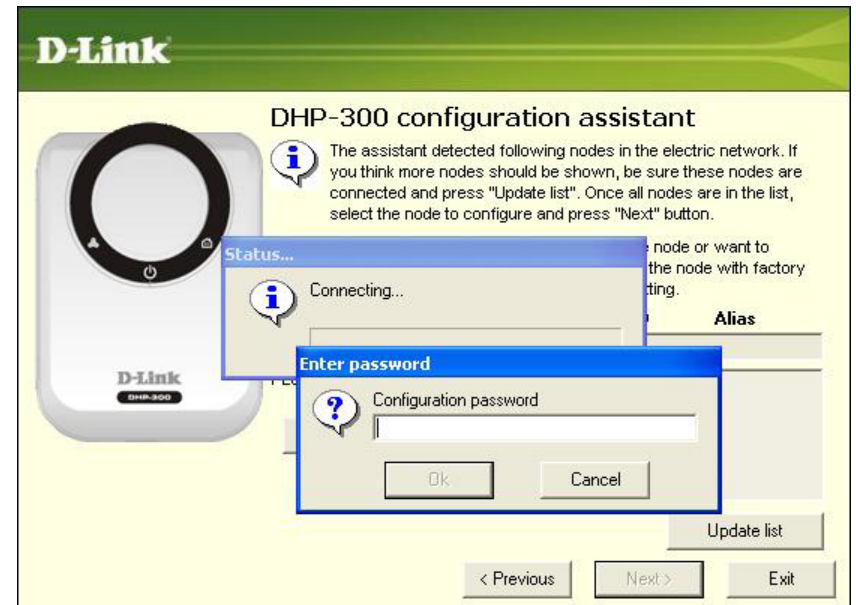 D-Link
DHP-300 configuration assistant
The assistant detected following nodes in the electric network. If
you think more nodes should be shown, be sure these nodes are
connected and press "Update list". Once all nodes are in the list,
select the node to configure and press "Next" button.
node or want to
the node with factory
Status...
Connecting...
Alias
Enter password
Configuration password
Ok
Cancel
D-Link
DHP-300
Update list
< Previous
Next >
Exit